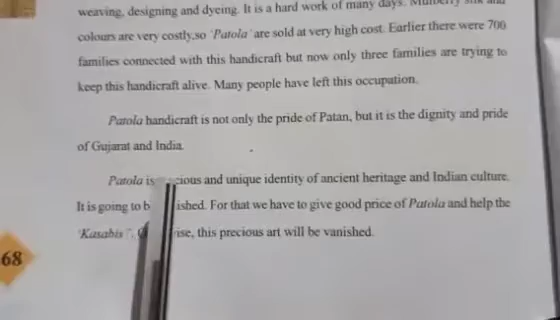 weaving, designing and dyeing. It is a hard work of many days. Mulberry silk and
colours are very costly,so 'Patola' are sold at very high cost. Earlier there were 700
families connected with this handicraft but now only three families are trying to
keep this handicraft alive. Many people have left this occupation.
Patola handicraft is not only the pride of Patan, but it is the dignity and pride
of Gujarat and India.
Patola is cious and unique identity of ancient heritage and Indian culture.
It is going to b ished. For that we have to give good price of Patola and help the
'Kasabis'. ise, this precious art will be vanished.
68